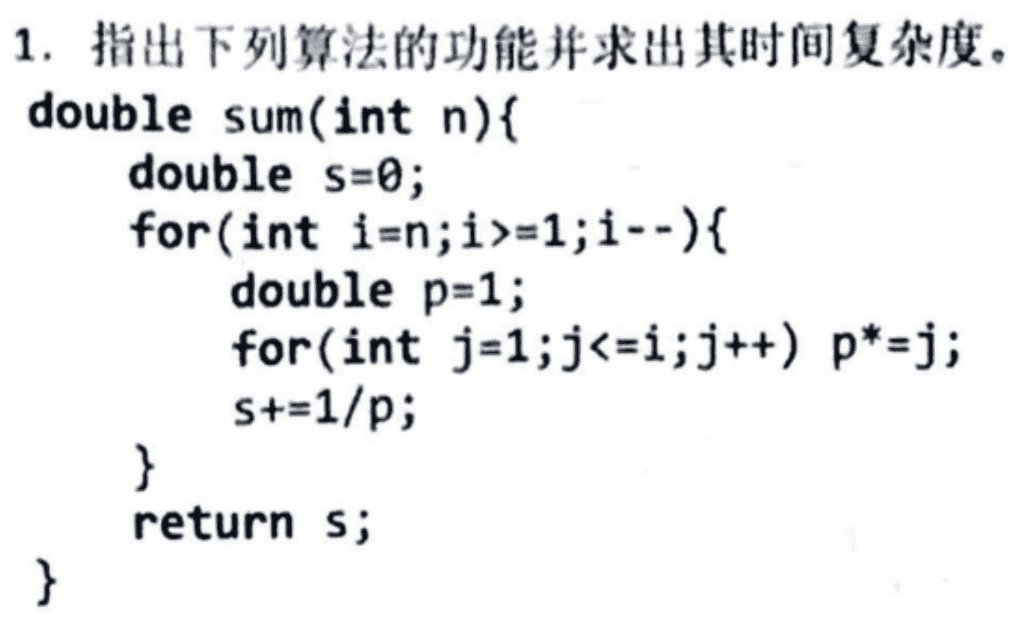 1. 指出下列算法的功能并求出其时间复杂度。
double sum(int n){
double s=0;
for(int i=n;i>=1;i--){
double p=1;
for(int j=1;j<=i;j++) p*=j;
s+=1/p;
}
return s;
}